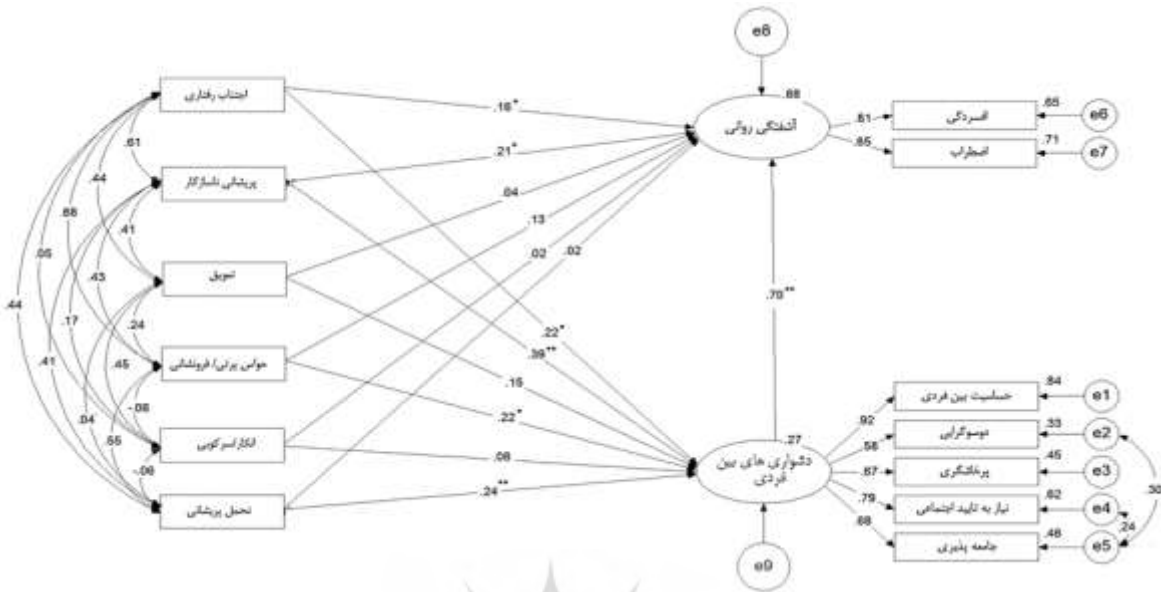 e8
اجتناب رفتاری
.68
.16*
آشفتگی روانی
.65
افسردگی
e6
.81
.61
.21*
.71
اضطراب
e7
پریشانی ناسازگار
.44
.04
.68
.41
.13
.05
تعویق
.43
.02
.02
.44
.70**
.17
.24
.22*
.41
حواس پرتی/ فرونشانی
.45
.39**
.15
.84
حساسیت بین فردی
e1
-.08
.04
.22*
.92
.33
دوسوگرایی
e2
.55
.27
.58
انکار/سرکوبی
.08
دشواری های بین
فردی
.67
.45
پرخاشگری
e3
-.06
.79
.62
نیاز به تایید اجتماعی
e4
.30
.24**
.68
.24
تحمل پریشانی
.46
جامعه پذیری
e5
e9